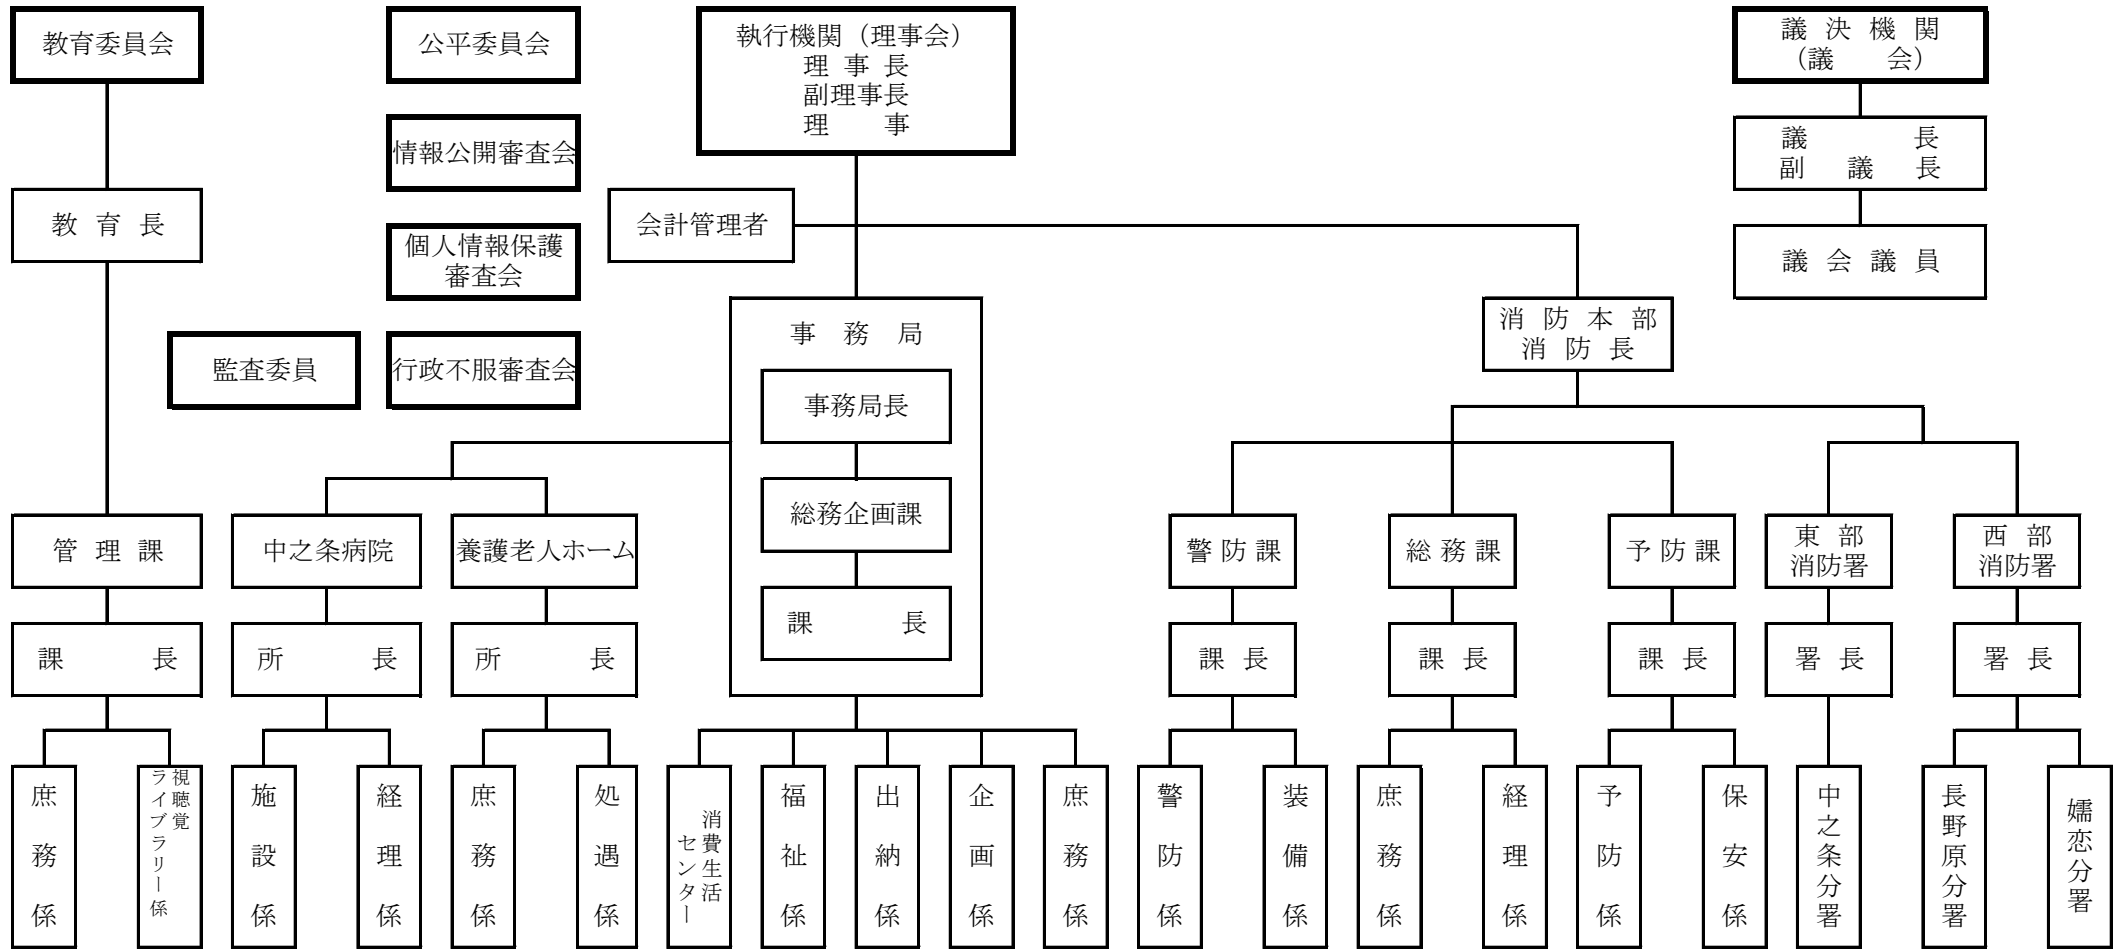 教育委員会
公平委員会
執行機関（理事会）
理事長
副理事長
理事
議決機関
（議会）
情報公開審査会
議長
副議長
教育長
会計管理者
個人情報保護
審査会
議会議員
事務局
消防本部
消防長
監査委員
行政不服審査会
事務局長
総務企画課
課長
管理課
中之条病院
養護老人ホーム
警防課
総務課
予防課
東部
消防署
西部
消防署
課長
所長
所長
課長
課長
課長
署長
署長
庶務係
視聴覚
ライブラリー係
施設係
経理係
庶務係
処遇係
消費生活
センター
福祉係
出納係
企画係
庶務係
警防係
装備係
庶務係
経理係
予防係
保安係
中之条分署
長野原分署
嬬恋分署